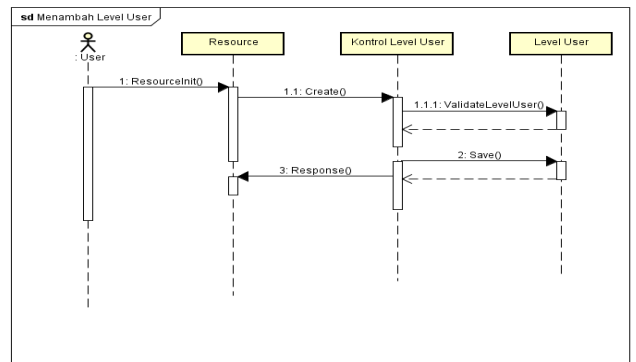 sd Menambah Level User
: User
Resource
Kontrol Level User
Level User
1: ResourceInit()
1.1: Create()
1.1.1: ValidateLevelUser()
2: Save()
3: Response()